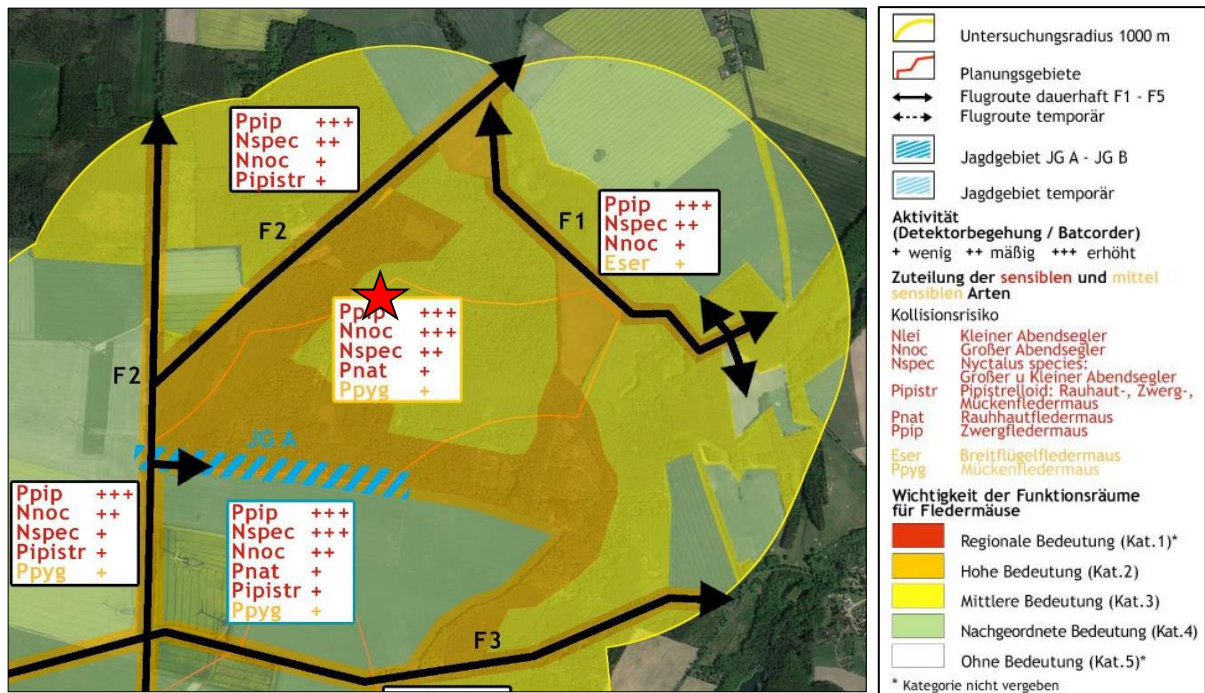 Ppip +++
Nspec ++
Nnoc +
Pipistr +
F2
F1
Ppip +++
Nspec ++
Nnoc +
Eser +
Ppip +++
Nnoc +++
Nspec ++
Pnat +
Ppyg +
F2
JG A
Ppip +++
Nnoc ++
Nspec +
Pipistr +
Ppyg +
Ppip +++
Nspec +++
Nnoc ++
Pnat +
Pipistr +
Ppyg +
F3
Untersuchungsradius 1000 m
Planungsgebiete
Flugroute dauerhaft F1 - F5
Flugroute temporär
Jagdgebiet JG A - JG B
Jagdgebiet temporär
Aktivität
(Detektorbegehung / Batcorder)
+ wenig ++ mäßig +++ erhöht
Zuteilung der sensiblen und mittel
sensiblen Arten
Kollisionsrisiko
Nlei Kleiner Abendsegler
Nnoc Großer Abendsegler
Nspec Nyctalus species:
Großer u Kleiner Abendsegler
Pipistr Pipistrelloid: Rauhaut-, Zwerg-,
Mückenfledermaus
Pnat Rauhhautfledermaus
Ppip Zwergfledermaus
Eser Breitflügelfledermaus
Ppyg Mückenfledermaus
Wichtigkeit der Funktionsräume
für Fledermäuse
Regionale Bedeutung (Kat.1)*
Hohe Bedeutung (Kat.2)
Mittlere Bedeutung (Kat.3)
Nachgeordnete Bedeutung (Kat.4)
Ohne Bedeutung (Kat.5)*
* Kategorie nicht vergeben